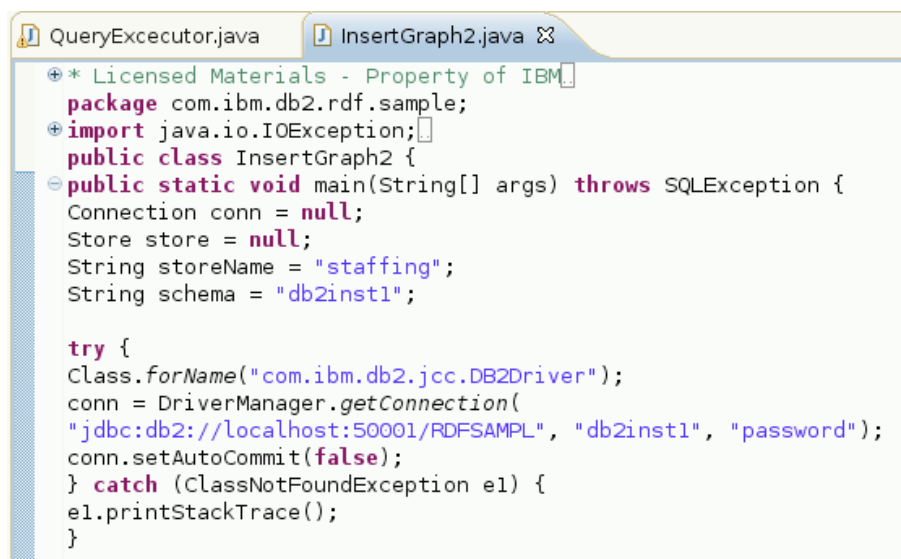 QueryExcecutor.java InsertGraph2.java
* Licensed Materials - Property of IBM
package com.ibm.db2.rdf.sample;
import java.io.IOException;
public class InsertGraph2 {
public static void main(String[] args) throws SQLException {
Connection conn = null;
Store store = null;
String storeName = "staffing";
String schema = "db2inst1";
try {
Class.forName("com.ibm.db2.jcc.DB2Driver");
conn = DriverManager.getConnection(
"jdbc:db2://localhost:50001/RDFSAMPL", "db2inst1", "password");
conn.setAutoCommit(false);
} catch (ClassNotFoundException e1) {
e1.printStackTrace();
}